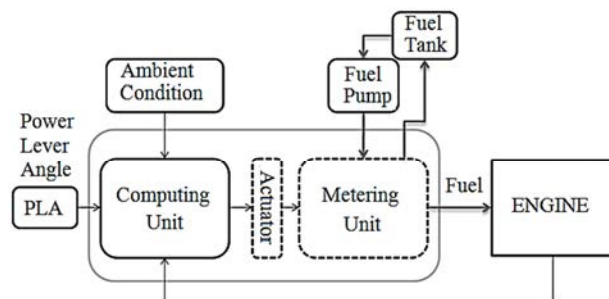 Fuel
Tank
Ambient
Condition
Fuel
Pump
Power
Lever
Angle
PLA
Computing
Unit
Actuator
Metering
Unit
Fuel
ENGINE